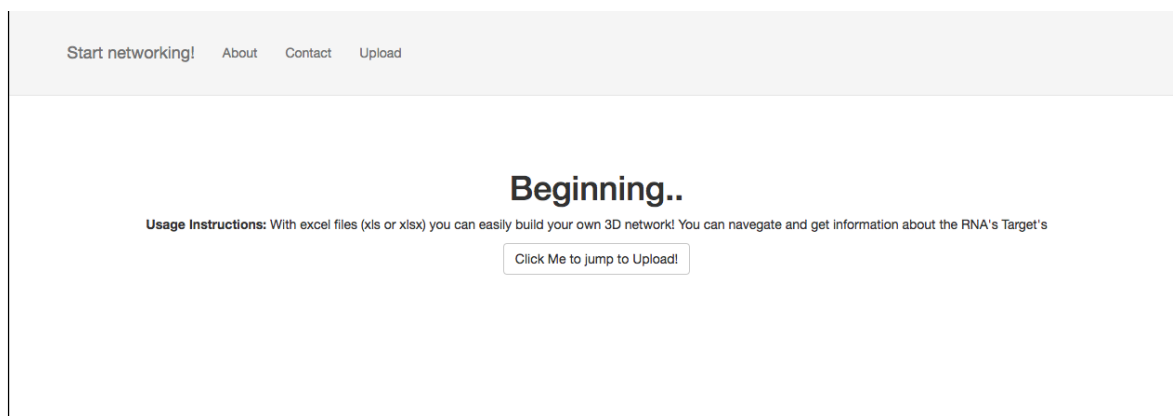 Start networking! About Contact Upload
Beginning..
Usage Instructions: With excel files (xls or xlsx) you can easily build your own 3D network! You can navegate and get information about the RNA's Target's
Click Me to jump to Upload!